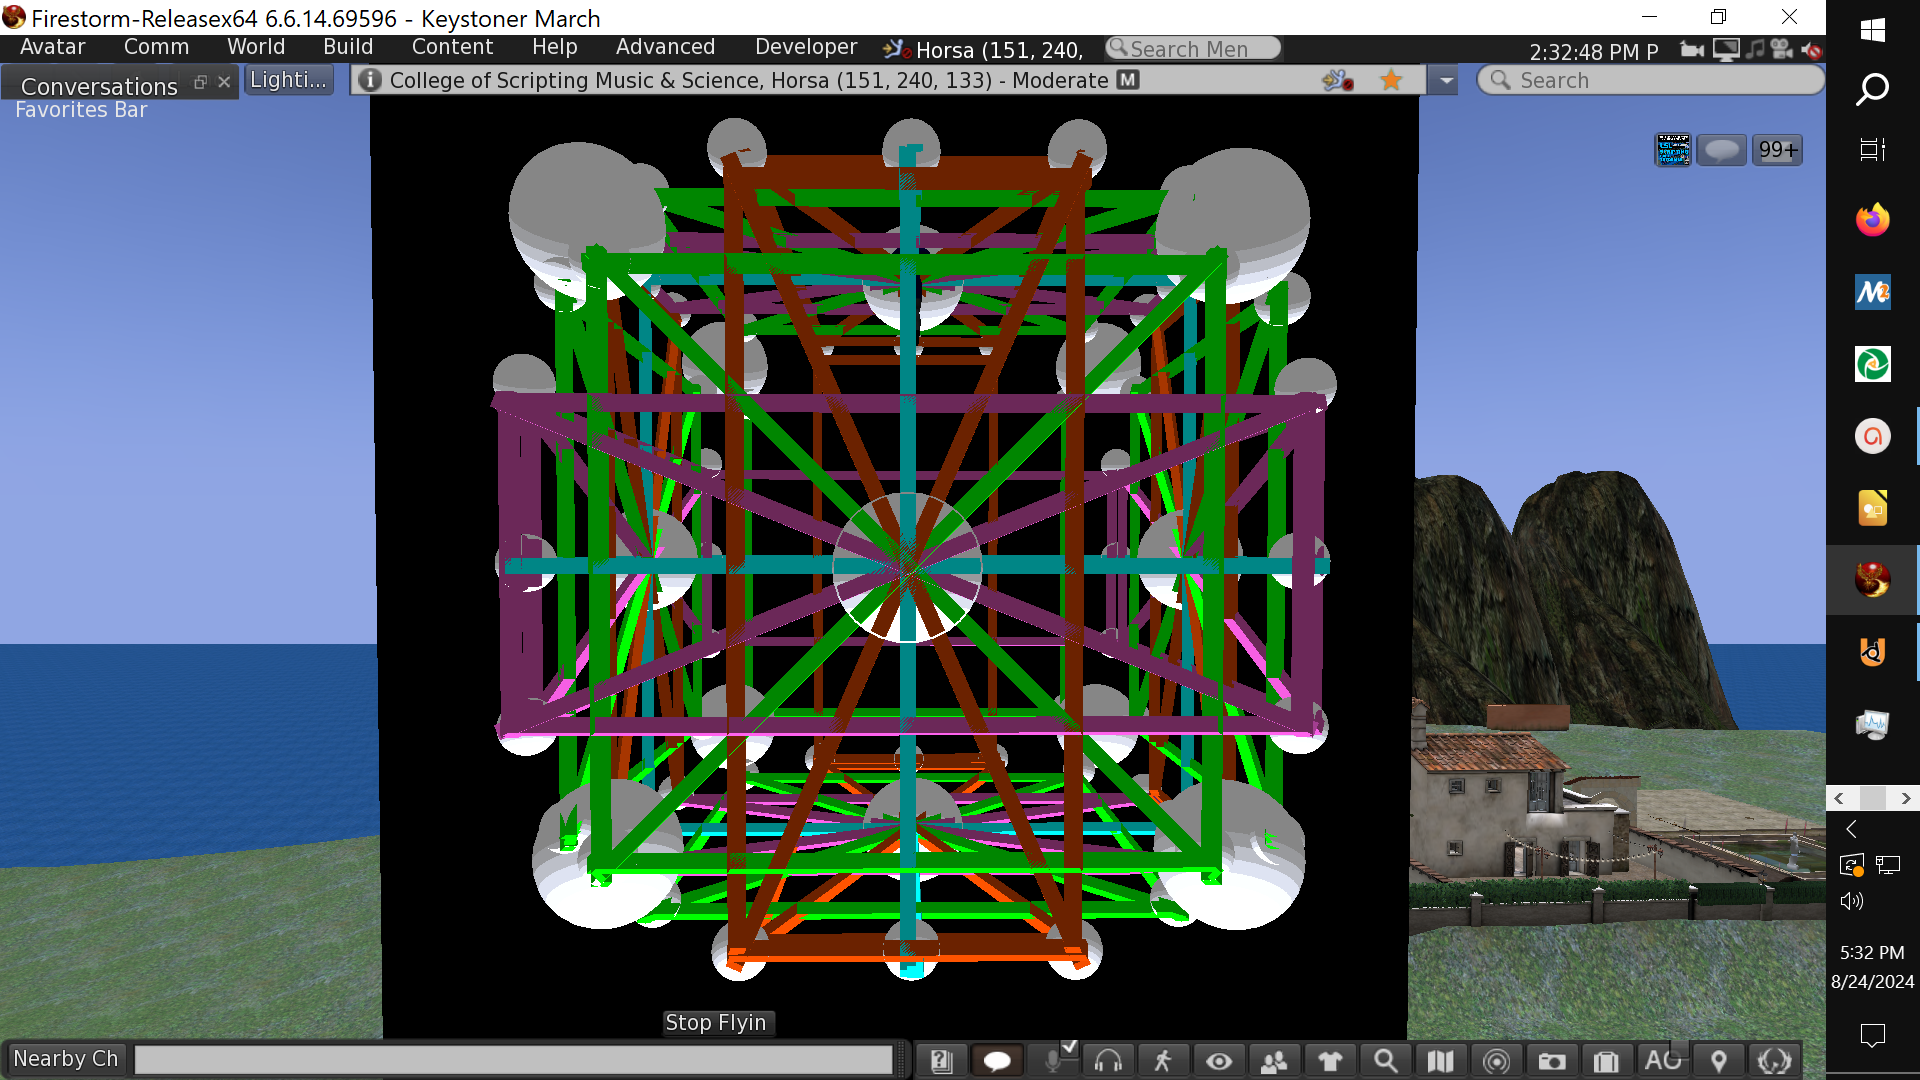 Firestorm-Releasex64 6.6.14.69596 - Keystoner March
Avatar Comm World Build Content Help Advanced Developer Horsa (151, 240, Search Men 2:32:48 PM P
Conversations Lighti... College of Scripting Music & Science, Horsa (151, 240, 133) - Moderate M Search
Favorites Bar
99+
Stop Flyin
Nearby Ch
AO
5:32 PM
8/24/2024